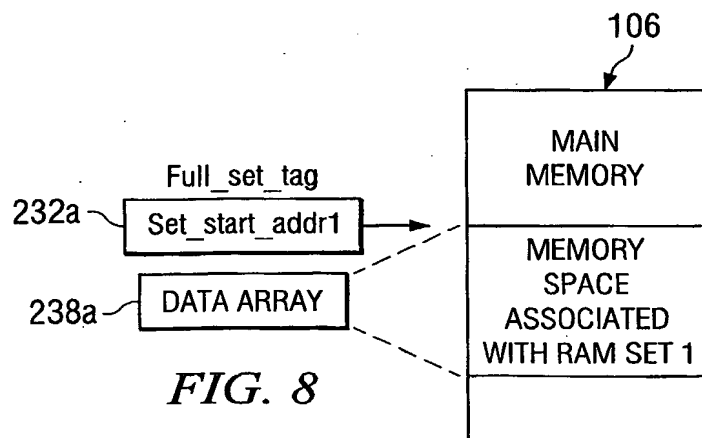 106
MAIN
MEMORY
Full_set_tag
232a
Set_start_addr1
MEMORY
SPACE
ASSOCIATED
WITH RAM SET 1
238a
DATA ARRAY
FIG. 8